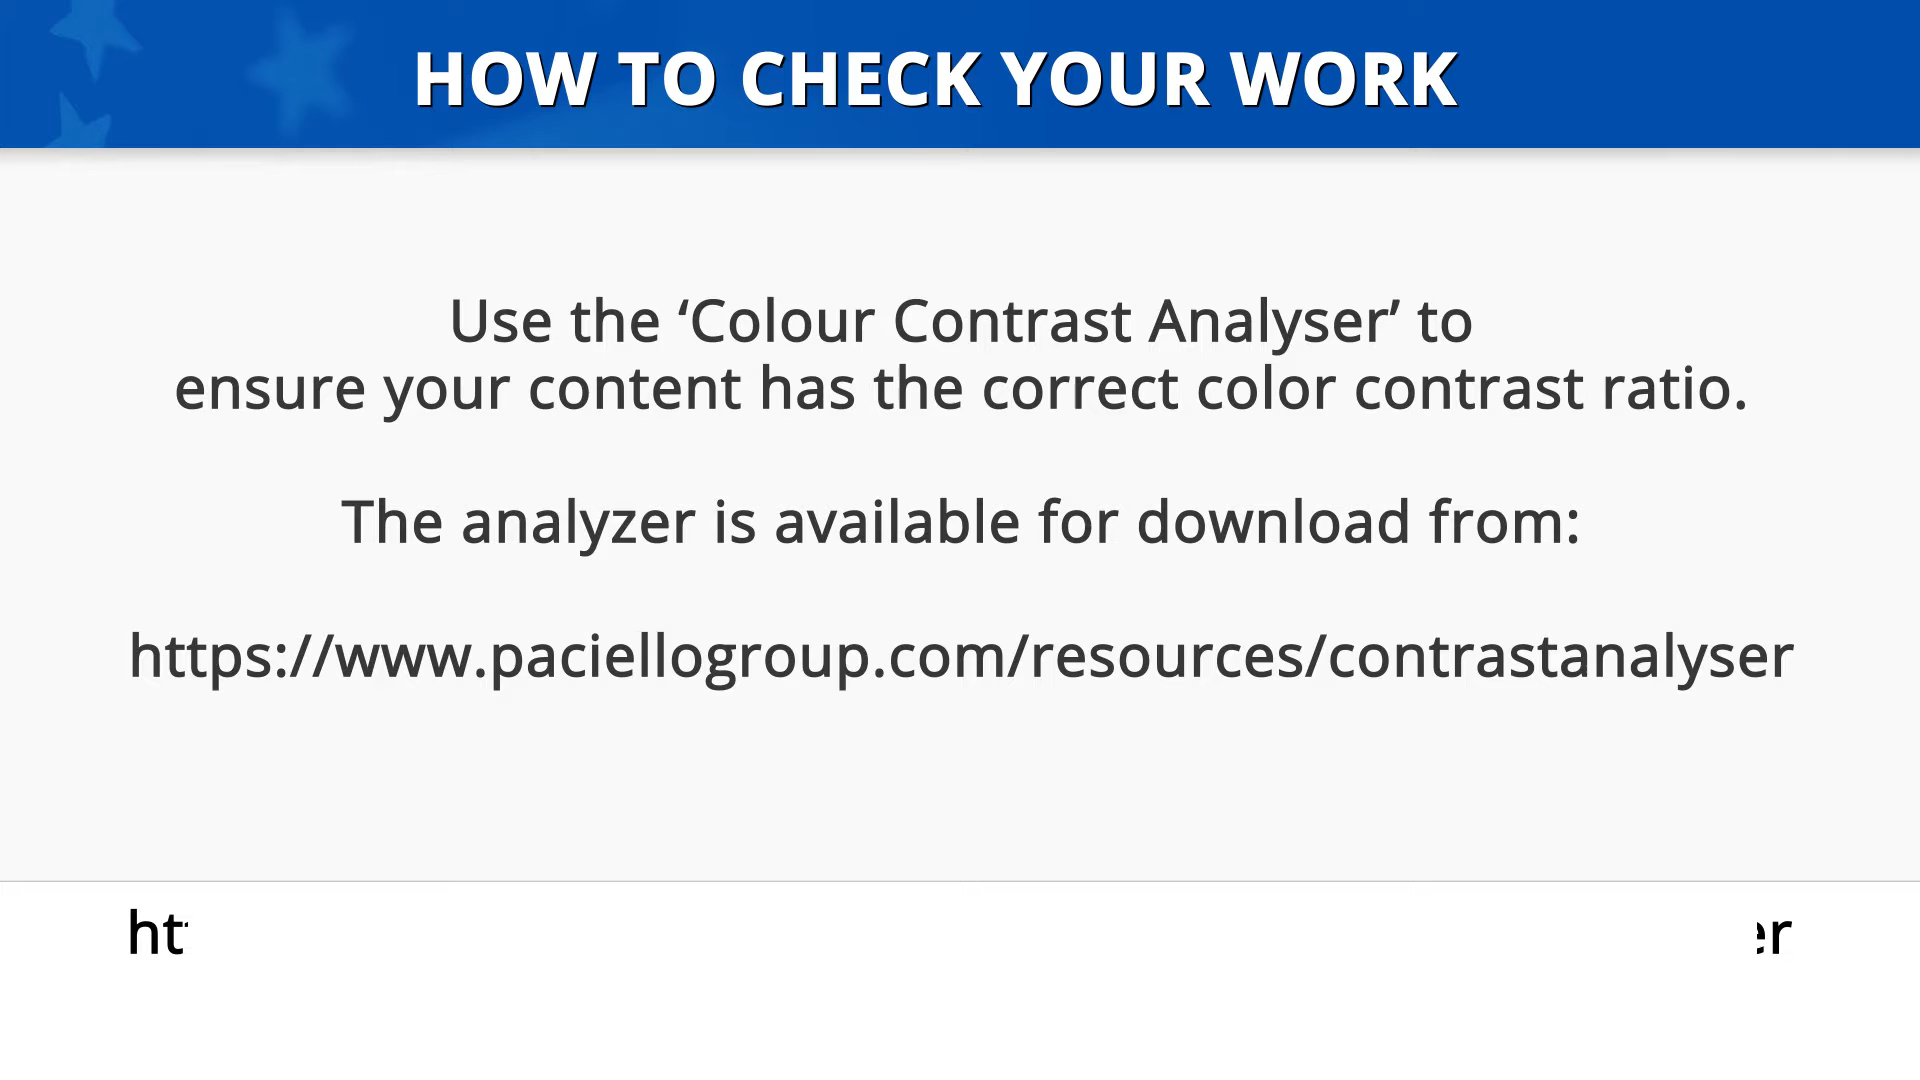 HOW TO CHECK YOUR WORK
Use the ‘Colour Contrast Analyser’ to
ensure your content has the correct color contrast ratio.
The analyzer is available for download from:
https://www.paciellogroup.com/resources/contrastanalyser